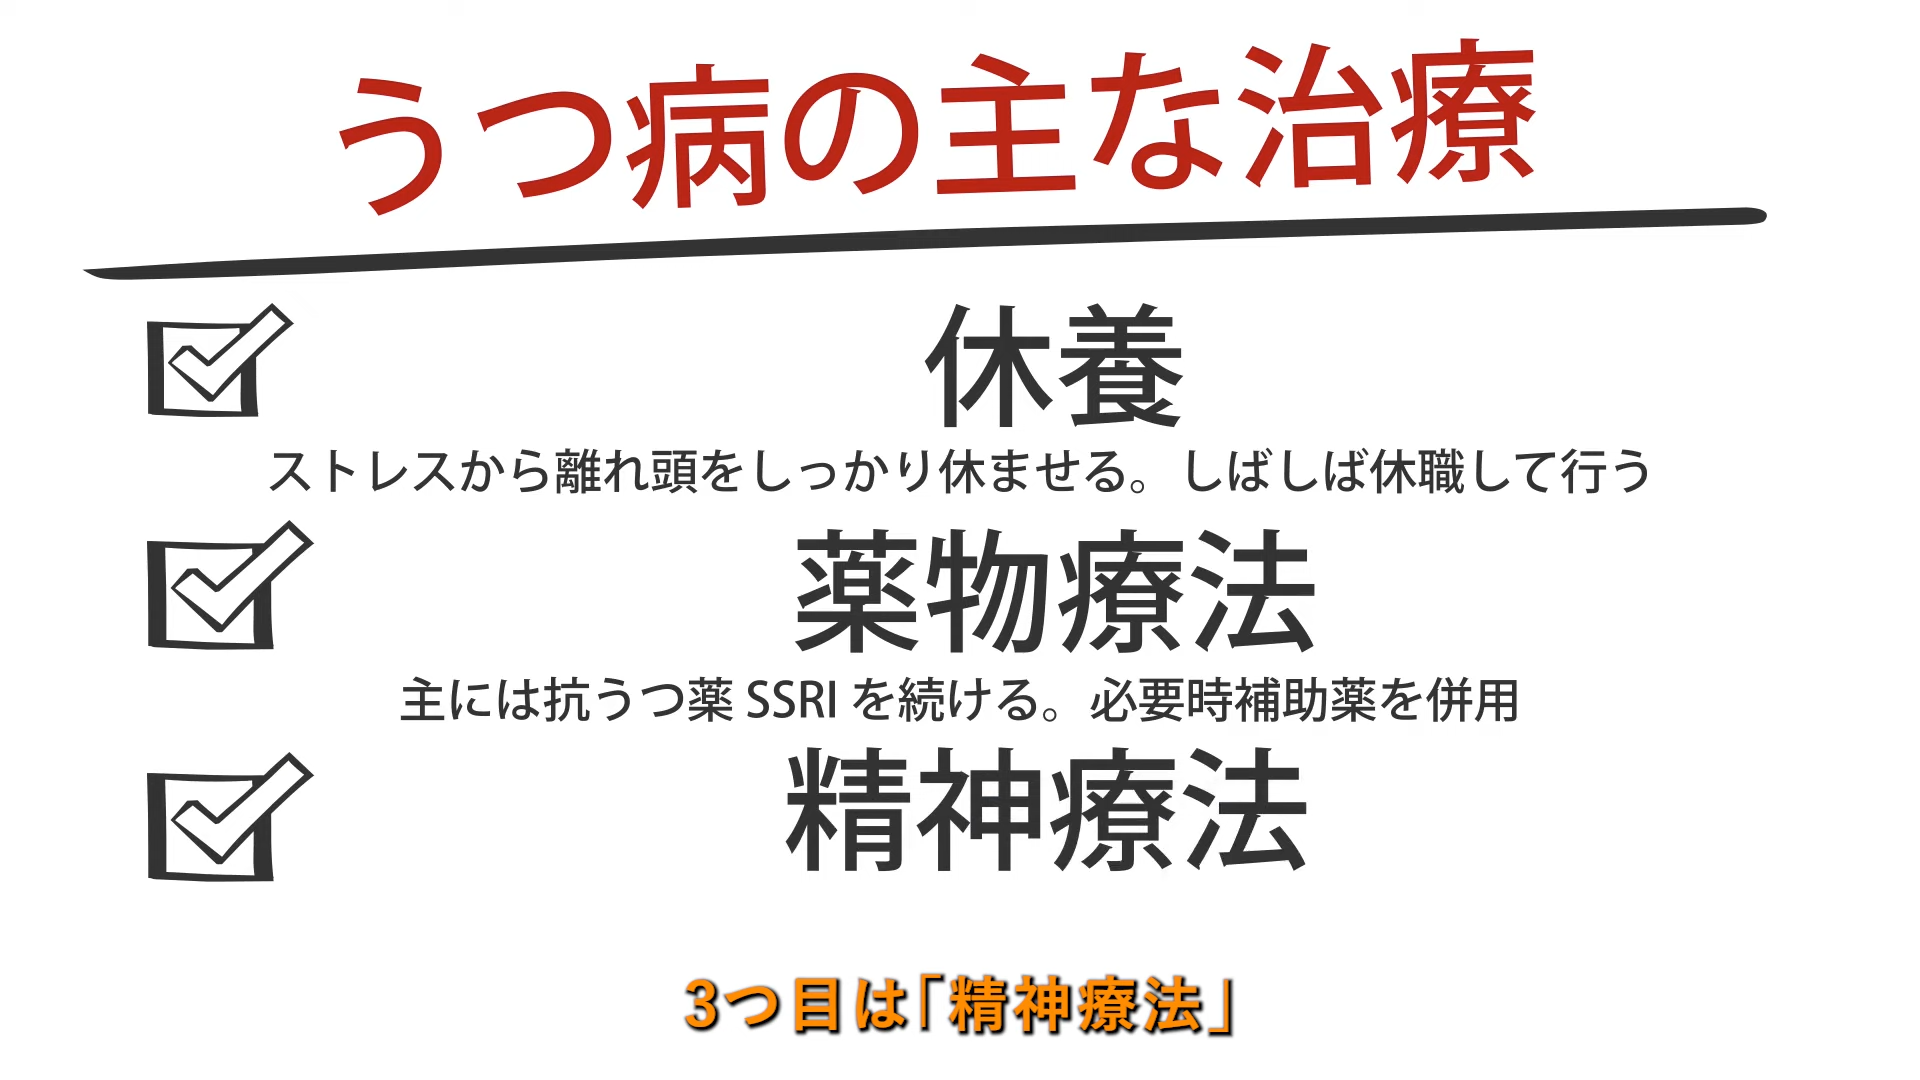 うつ病の主な治療
休養
ストレスから離れ頭をしっかり休ませる。しばしば休職して行う
薬物療法
主には抗うつ薬 SSRI を続ける。必要時補助薬を併用
精神療法
3つ目は「精神療法」